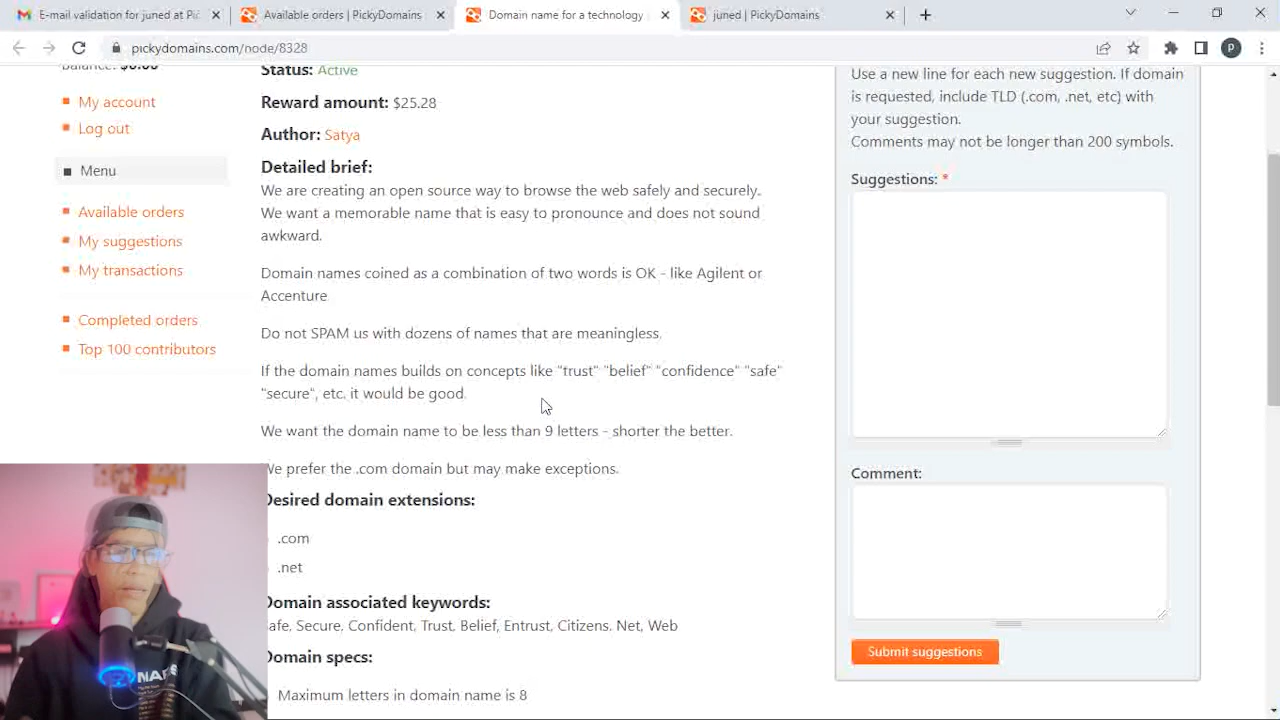 E-mail validation for juned at Pi
Available orders | PickyDomains
Domain name for a technology
juned | PickyDomains
pickydomains.com/node/8328
P
Balance: $0.00
My account
Log out
Menu
Available orders
My suggestions
My transactions
Completed orders
Top 100 contributors
Status: Active
Reward amount: $25.28
Author: Satya
Detailed brief:
We are creating an open source way to browse the web safely and securely.
We want a memorable name that is easy to pronounce and does not sound
awkward.
Domain names coined as a combination of two words is OK - like Agilent or
Accenture
Do not SPAM us with dozens of names that are meaningless.
If the domain names builds on concepts like "trust" "belief" "confidence" "safe"
"secure", etc. it would be good.
We want the domain name to be less than 9 letters - shorter the better.
We prefer the .com domain but may make exceptions.
Desired domain extensions:
.com
.net
Domain associated keywords:
afe, Secure, Confident, Trust, Belief, Entrust, Citizens. Net, Web
Domain specs:
Maximum letters in domain name is 8
Use a new line for each new suggestion. If domain
is requested, include TLD (.com, .net, etc) with
your suggestion.
Comments may not be longer than 200 symbols.
Suggestions: *
Comment:
Submit suggestions